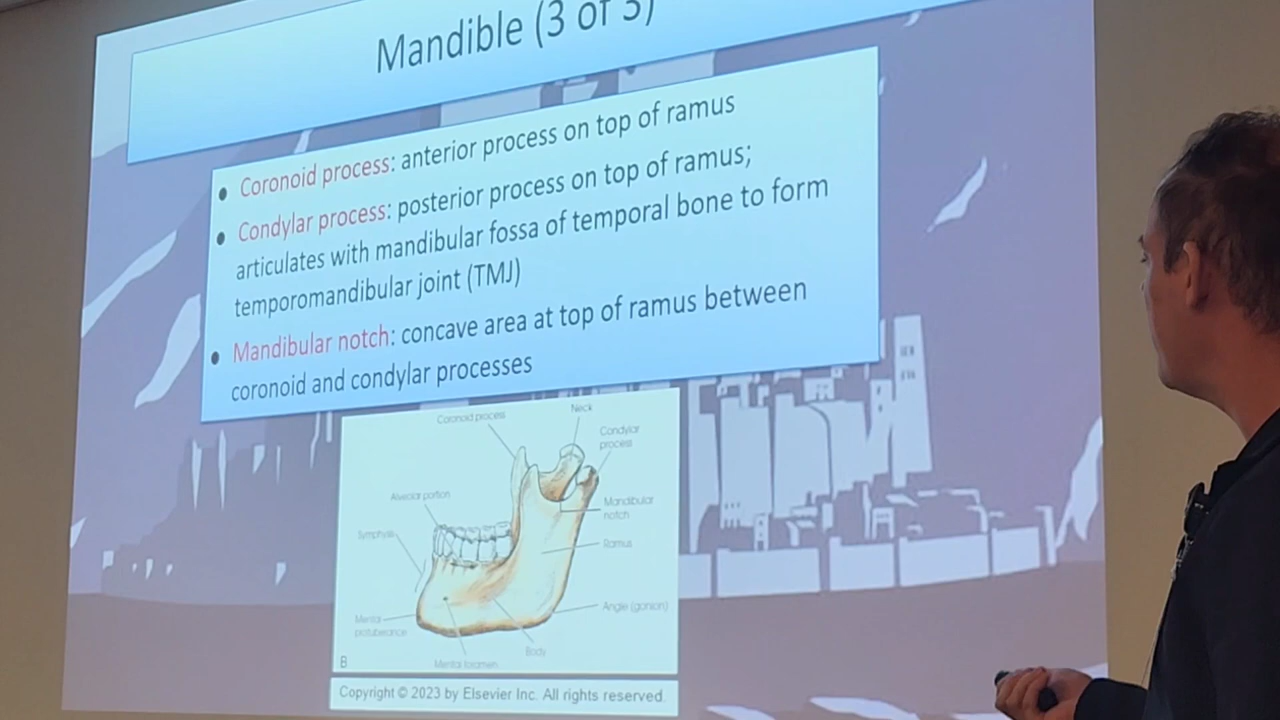 Mandible (3 of 3)
• Coronoid process: anterior process on top of ramus
• Condylar process: posterior process on top of ramus;
articulates with mandibular fossa of temporal bone to form
temporomandibular joint (TMJ)
• Mandibular notch: concave area at top of ramus between
coronoid and condylar processes
Coronoid process
Neck
Condylar
process
Alveolar portion
Mandibular
notch
Symphysis
Ramus
Angle (gonion)
Mental
protuberance
Body
B
Mental foramen
Copyright © 2023 by Elsevier Inc. All rights reserved.